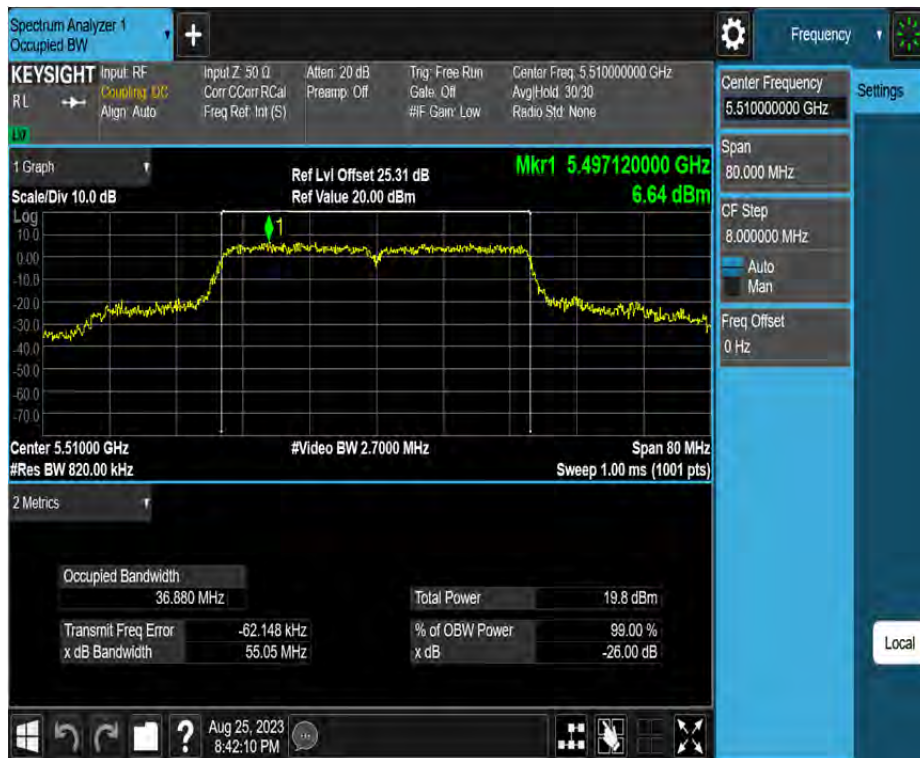 Spectrum Analyzer 1
Occupied BW
+
Frequency
KEYSIGHT
RL
LXI
Input: RF
Coupling: DC
Align: Auto
Input Z: 50 Ω
Corr CCorr RCal
Freq Ref: Int (S)
Atten: 20 dB
Preamp: Off
Trig: Free Run
Gate: Off
#IF Gain: Low
Center Freq: 5.510000000 GHz
Avg|Hold: 30/30
Radio Std: None
Center Frequency
5.510000000 GHz
Settings
Span
80.000 MHz
CF Step
8.000000 MHz
Auto
Man
Freq Offset
0 Hz
Local
1 Graph
Scale/Div 10.0 dB
Ref Lvl Offset 25.31 dB
Ref Value 20.00 dBm
Mkr1 5.497120000 GHz
6.64 dBm
Log
10.0
0.00
-10.0
-20.0
-30.0
-40.0
-50.0
-60.0
-70.0
1
Center 5.51000 GHz
#Res BW 820.00 kHz
#Video BW 2.7000 MHz
Span 80 MHz
Sweep 1.00 ms (1001 pts)
2 Metrics
Occupied Bandwidth
36.880 MHz
Total Power 19.8 dBm
Transmit Freq Error -62.148 kHz
% of OBW Power 99.00 %
x dB Bandwidth 55.05 MHz
x dB -26.00 dB
?
Aug 25, 2023
8:42:10 PM